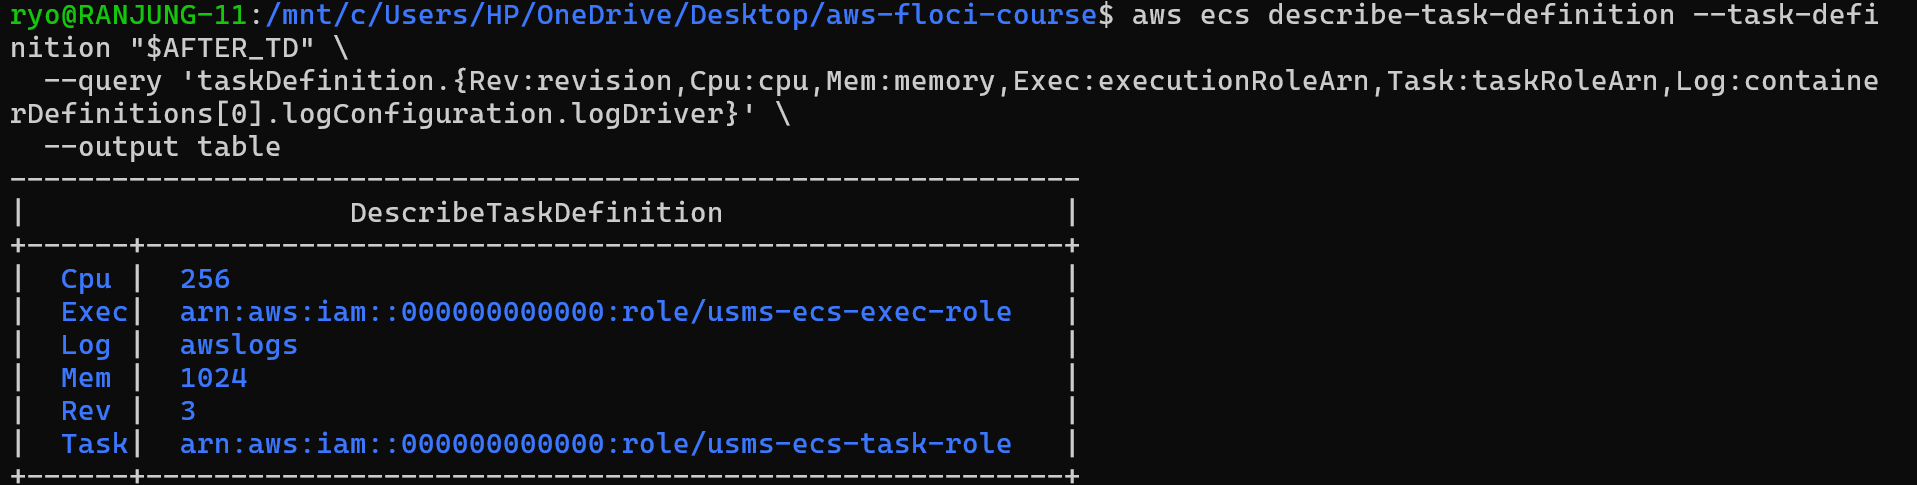 ryo@RANJUNG-11:/mnt/c/Users/HP/OneDrive/Desktop/aws-floci-course$ aws ecs describe-task-definition --task-defi
nition "$AFTER_TD" \
  --query 'taskDefinition.{Rev:revision,Cpu:cpu,Mem:memory,Exec:executionRoleArn,Task:taskRoleArn,Log:containe
rDefinitions[0].logConfiguration.logDriver}' \
  --output table
---------------------------------------------------------------
|                   DescribeTaskDefinition                    |
+------+------------------------------------------------------+
|  Cpu |  256                                                 |
|  Exec|  arn:aws:iam::000000000000:role/usms-ecs-exec-role   |
|  Log |  awslogs                                             |
|  Mem |  1024                                                |
|  Rev |  3                                                   |
|  Task|  arn:aws:iam::000000000000:role/usms-ecs-task-role   |
+------+------------------------------------------------------+